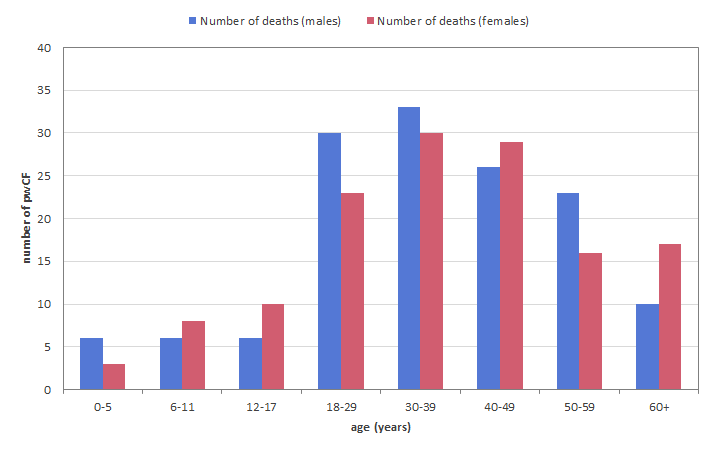 Number of deaths (males) Number of deaths (females)
40
35
30
25
20
15
10
5
0
number of pwCF
0-5 6-11 12-17 18-29 30-39 40-49 50-59 60+
age (years)